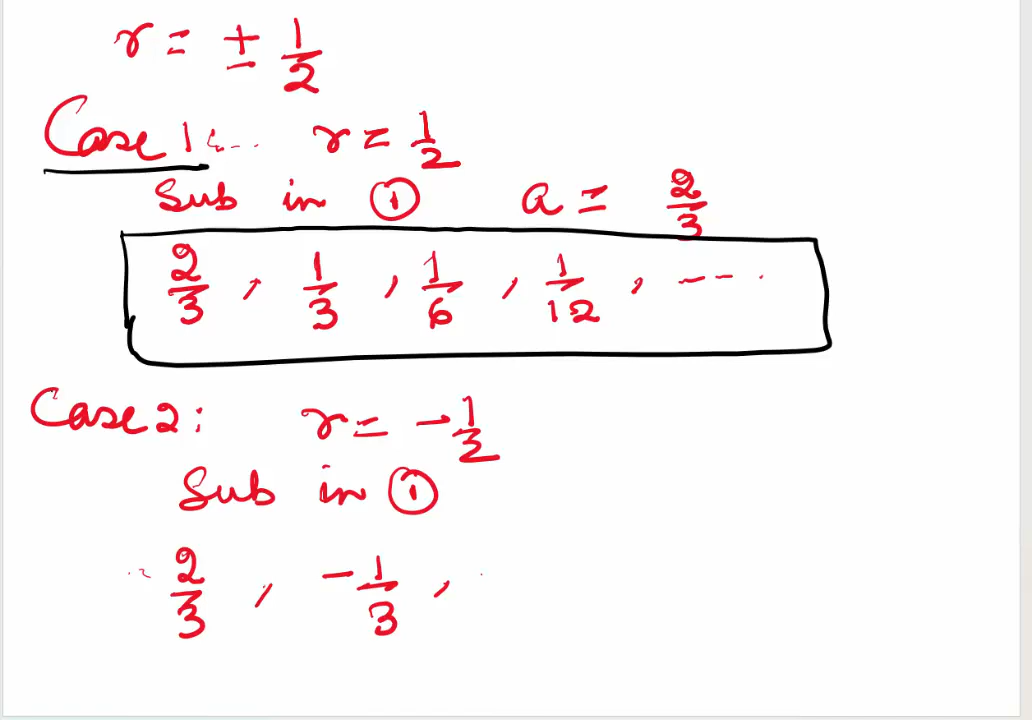 r = ± 1/2
Case 1: r = 1/2
Sub in ① a = 2/3
2/3, 1/3, 1/6, 1/12, ----
Case 2: r = -1/2
Sub in ①
2/3, -1/3,